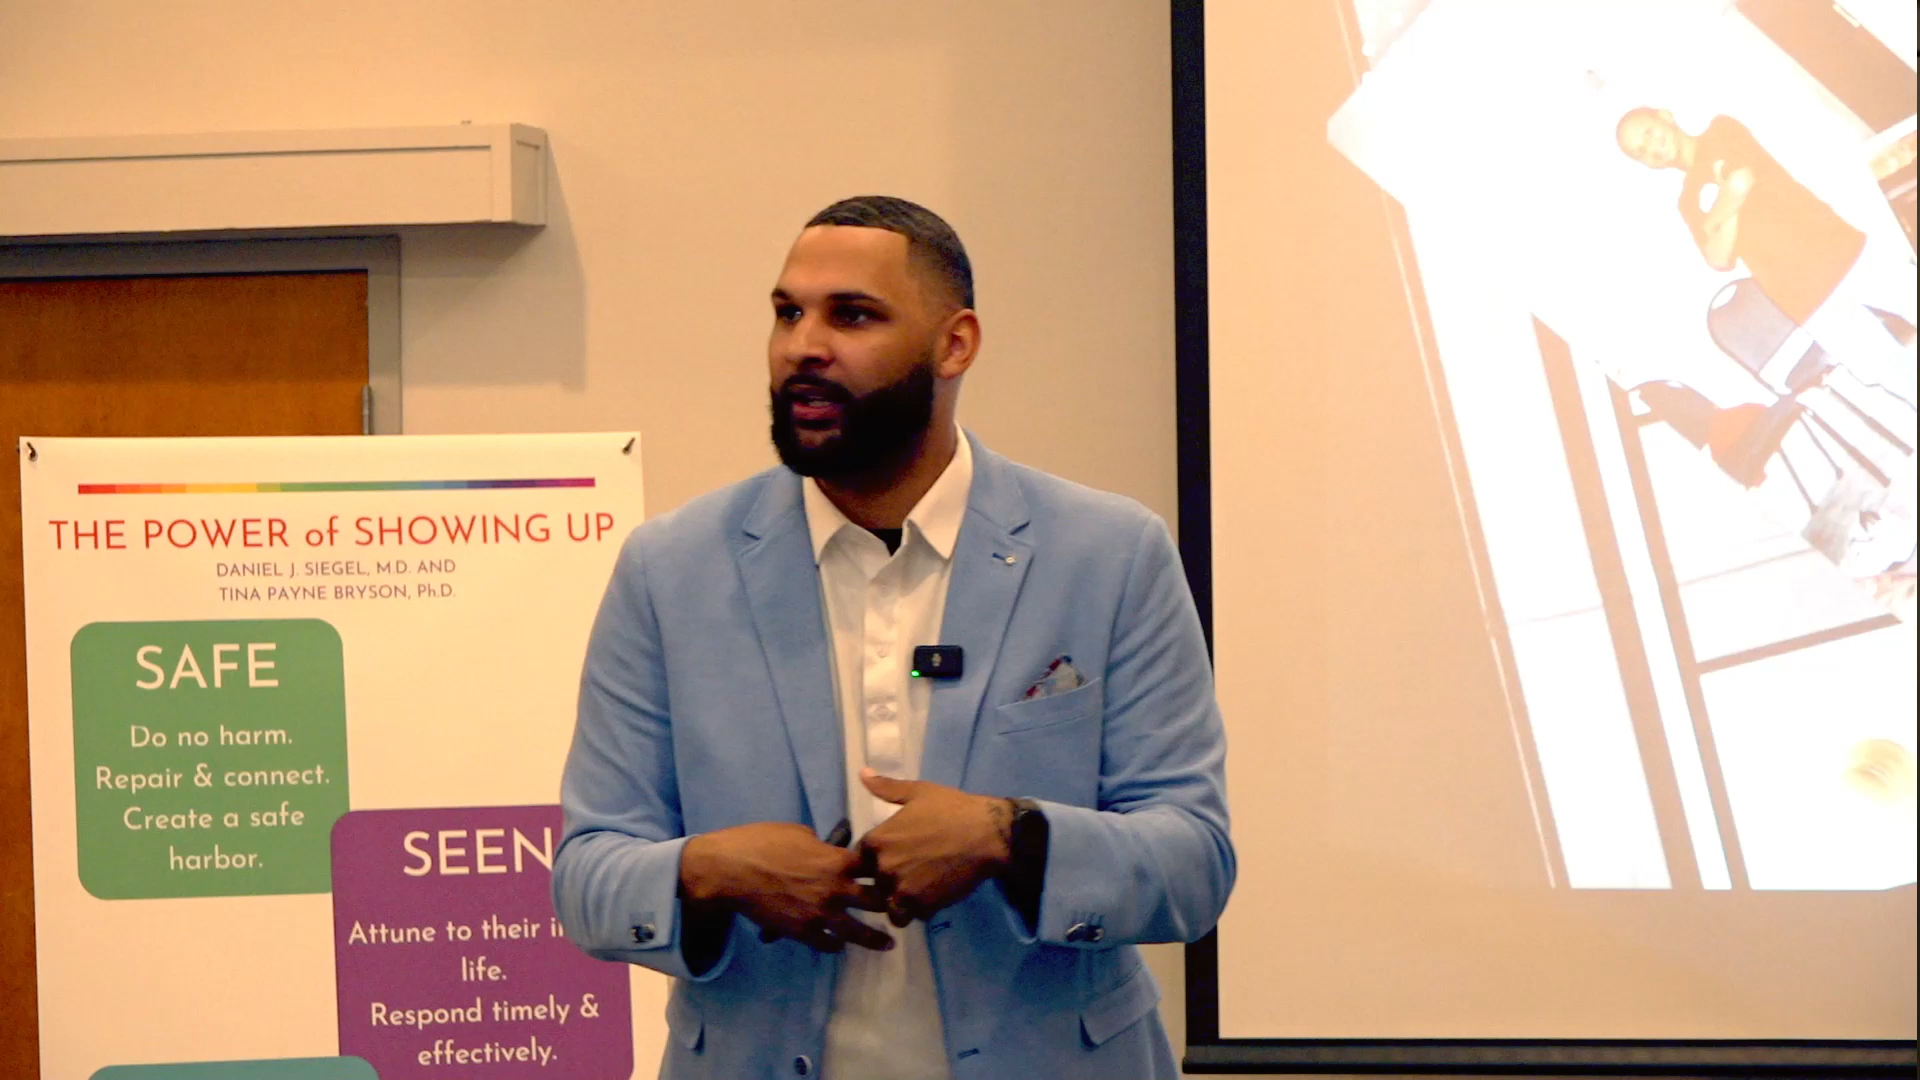 THE POWER of SHOWING UP
DANIEL J. SIEGEL, M.D. AND
TINA PAYNE BRYSON, Ph.D.
SAFE
Do no harm.
Repair & connect.
Create a safe
harbor.
SEEN
Attune to their
life.
Respond timely &
effectively.